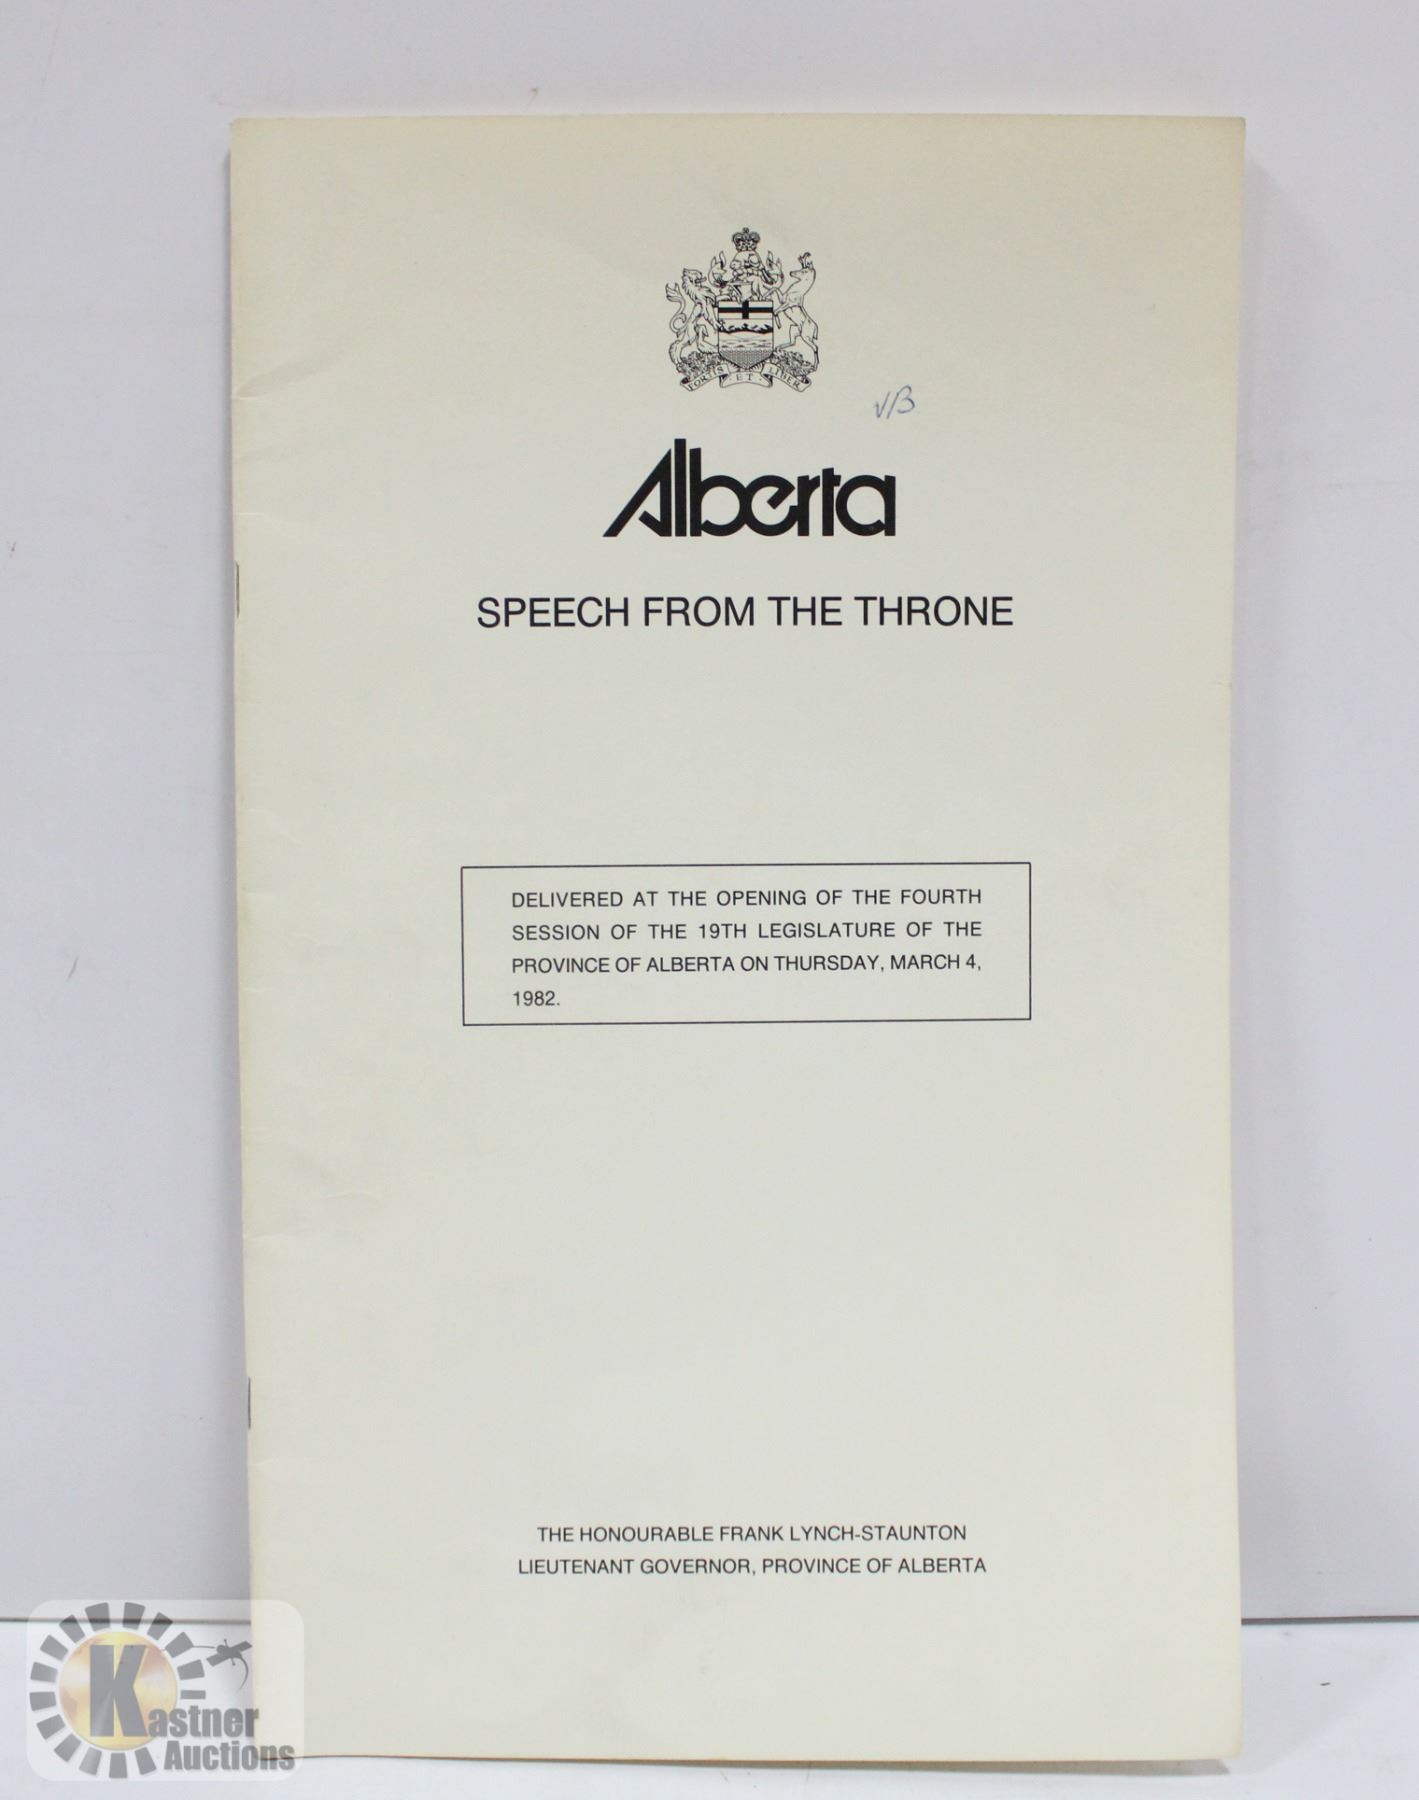 FORTIS ET LIBER
VB
Alberta
SPEECH FROM THE THRONE
DELIVERED AT THE OPENING OF THE FOURTH
SESSION OF THE 19TH LEGISLATURE OF THE
PROVINCE OF ALBERTA ON THURSDAY, MARCH 4,
1982.
THE HONOURABLE FRANK LYNCH-STAUNTON
LIEUTENANT GOVERNOR, PROVINCE OF ALBERTA
Kastner
Auctions